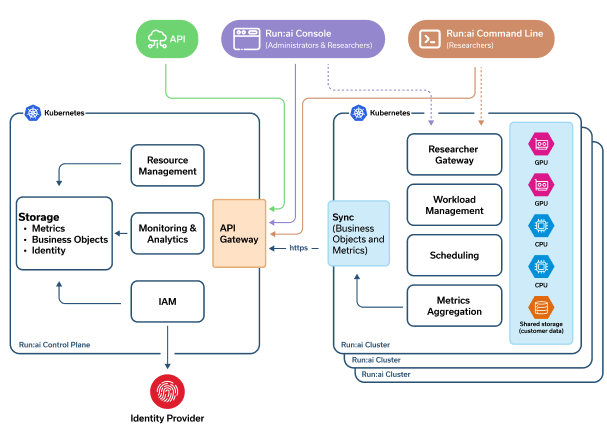 API
Run:ai Console
(Administrators & Researchers)
Run:ai Command Line
(Researchers)
Kubernetes
Resource
Management
Storage
• Metrics
• Business Objects
• Identity
Monitoring
& Analytics
API
Gateway
IAM
Run:ai Control Plane
Identity Provider
https
Kubernetes
Sync
(Business
Objects and
Metrics)
Researcher
Gateway
Workload
Management
Scheduling
Metrics
Aggregation
GPU
GPU
CPU
CPU
Shared storage
(customer data)
Run:ai Cluster
Run:ai Cluster
Run:ai Cluster